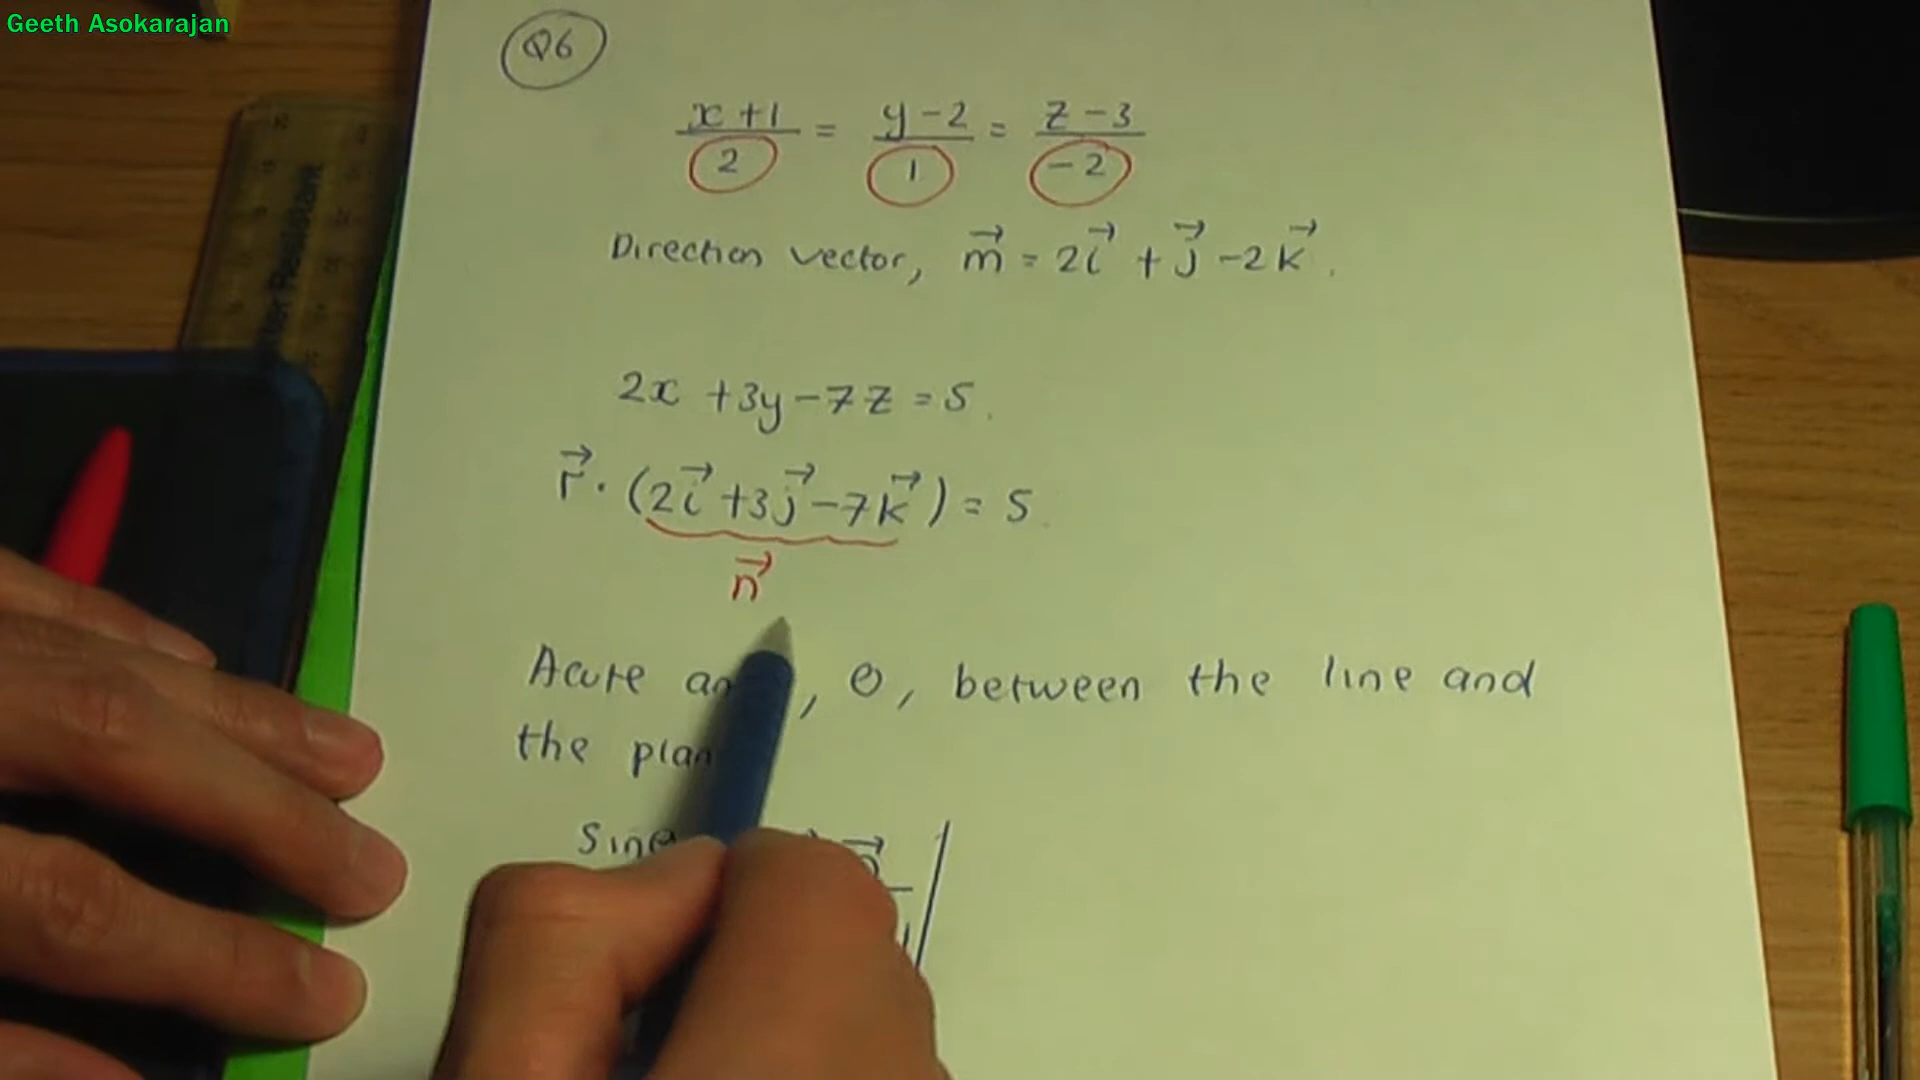 Geeth Asokarajan
Q6
x+1 = y-2 = z-3
2 1 -2
Direction vector, m⃗ = 2i⃗ + j⃗ -2k⃗.
2x +3y-7z = 5.
r⃗ · (2i⃗ +3j⃗ -7k⃗) = 5
n⃗
Acute , θ, between the line and
the
Sinθ